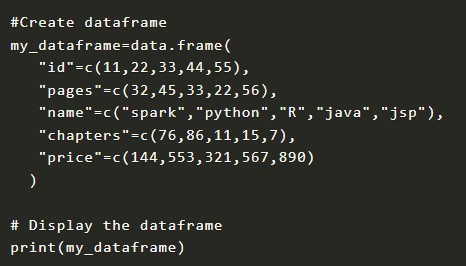 #Create dataframe
my_dataframe=data.frame(
   "id"=c(11,22,33,44,55),
   "pages"=c(32,45,33,22,56),
   "name"=c("spark","python","R","java","jsp"),
   "chapters"=c(76,86,11,15,7),
   "price"=c(144,553,321,567,890)
  )

# Display the dataframe
print(my_dataframe)